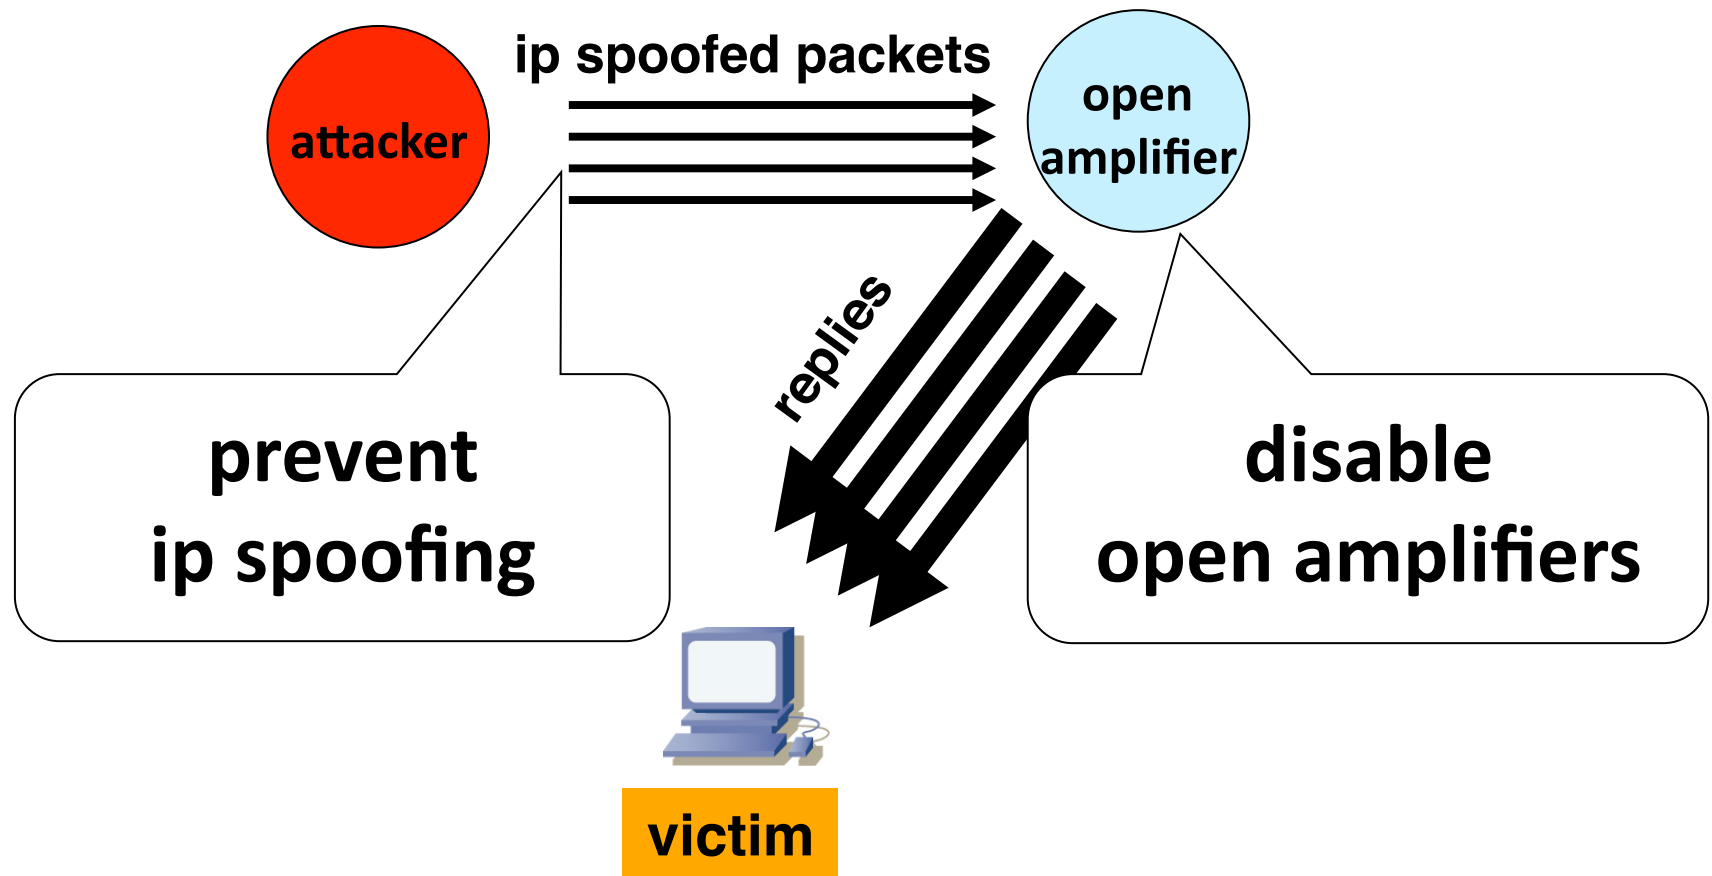 ip spoofed packets
attacker
open
amplifier
replies
prevent
ip spoofing
disable
open amplifiers
victim